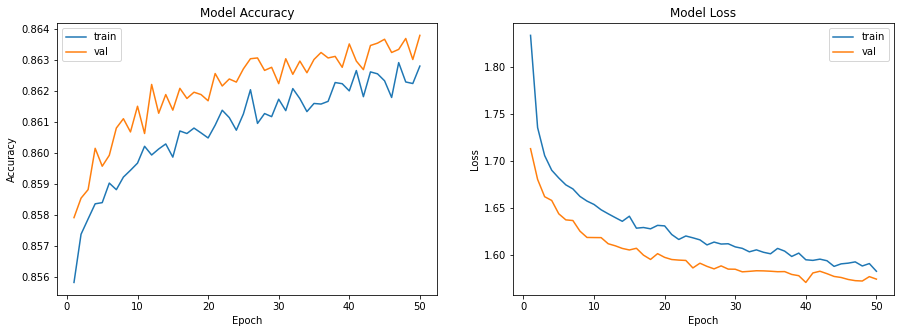 Model Accuracy
train
val
0.864
0.863
0.862
0.861
0.860
0.859
0.858
0.857
0.856
Accuracy
0
10
20
30
40
50
Epoch
Model Loss
train
val
1.80
1.75
1.70
1.65
1.60
Loss
0
10
20
30
40
50
Epoch